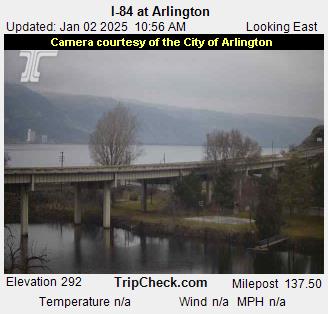 I-84 at Arlington
Updated: Jan 02 2025 10:56 AM Looking East
Camera courtesy of the City of Arlington
Elevation 292 TripCheck.com Milepost 137.50
Temperature n/a Wind n/a MPH n/a